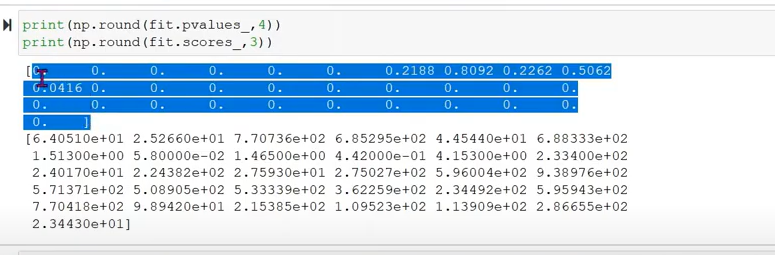 print(np.round(fit.pvalues_,4))
print(np.round(fit.scores_,3))
[0. 0. 0. 0. 0. 0. 0.2188 0.8092 0.2262 0.5062
0.0416 0. 0. 0. 0. 0. 0. 0. 0.
0. 0. 0. 0. 0. 0. 0. 0. 0. 0.
0. ]
[6.40510e+01 2.52660e+01 7.70736e+02 6.85295e+02 4.45440e+01 6.88333e+02
1.51300e+00 5.80000e-02 1.46500e+00 4.42000e-01 4.15300e+00 2.33400e+02
2.40170e+01 2.24382e+02 2.75930e+01 2.75027e+02 5.96004e+02 9.38976e+02
5.71371e+02 5.08905e+02 5.33339e+02 3.62259e+02 2.34492e+02 5.95943e+02
7.70418e+02 9.89420e+01 2.15385e+02 1.09523e+02 1.13909e+02 2.86655e+02
2.34430e+01]